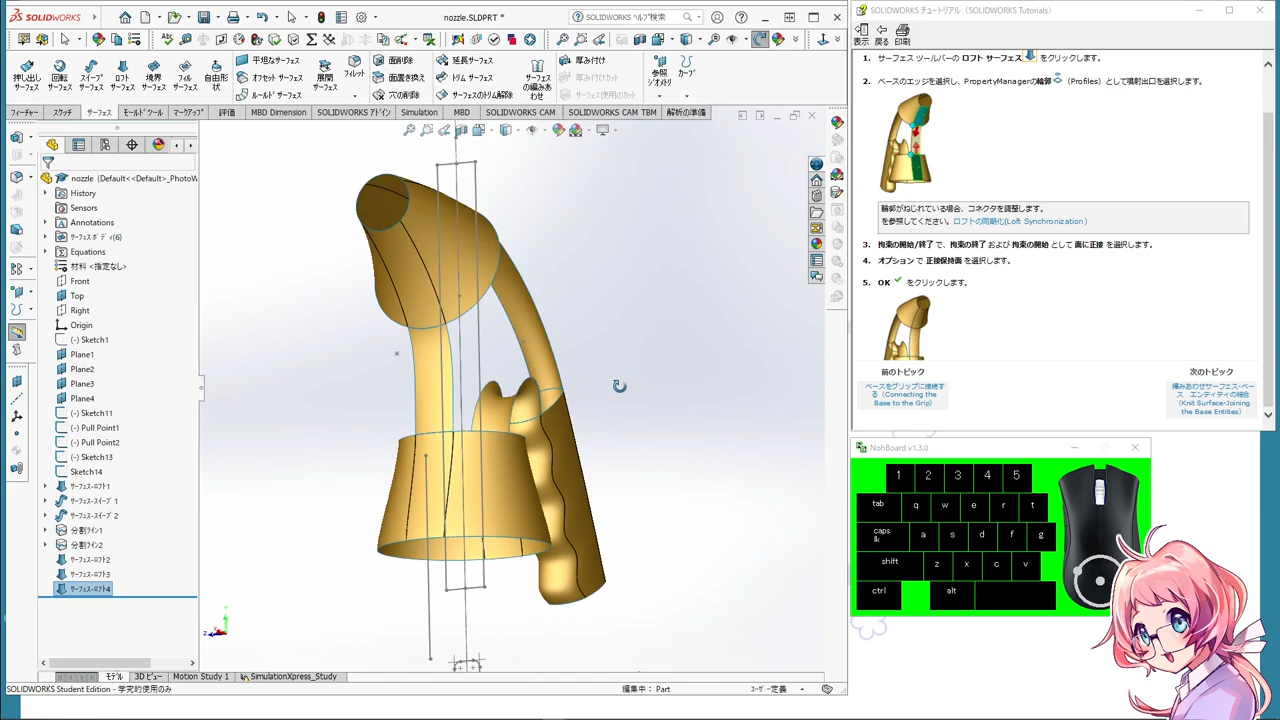 SOLIDWORKS
nozzle.SLDPRT *
SOLIDWORKS ヘルプ検索
押し出しサーフェス
回転サーフェス
スイープサーフェス
ロフトサーフェス
境界サーフェス
フィルサーフェス
自由形状
平坦なサーフェス
オフセット サーフェス
ルールド サーフェス
展開サーフェス
フィレット
面削除
面置き換え
穴の削除
延長サーフェス
トリム サーフェス
サーフェスのトリム解除
サーフェスの編みあわせ
厚み付け
厚み付けカット
サーフェス使用のカット
参照ジオメトリ
カーブ
フィーチャー
スケッチ
サーフェス
モールド ツール
マークアップ
評価
MBD Dimension
SOLIDWORKS アドイン
Simulation
MBD
SOLIDWORKS CAM
SOLIDWORKS CAM TBM
解析の準備
nozzle (Default<<Default>_PhotoW
History
Sensors
Annotations
サーフェス ボディ(6)
Equations
材料 <指定なし>
Front
Top
Right
Origin
(-) Sketch1
Plane1
Plane2
Plane3
Plane4
(-) Sketch11
(-) Pull Point1
(-) Pull Point2
(-) Sketch13
Sketch14
サーフェス-ロフト1
サーフェス-スイープ1
サーフェス-スイープ2
分割ライン1
分割ライン2
サーフェス-ロフト2
サーフェス-ロフト3
サーフェス-ロフト4
モデル
3D ビュー
Motion Study 1
SimulationXpress_Study
SOLIDWORKS Student Edition - 学究的使用のみ
編集中: Part
ユーザー定義
SOLIDWORKS チュートリアル (SOLIDWORKS Tutorials)
表示
戻る
印刷
1. サーフェス ツールバーの ロフト サーフェス をクリックします。
2. ベースのエッジを選択し、PropertyManagerの輪郭 (Profiles) として噴射出口を選択します。
輪郭がねじれている場合、コネクタを調整します。
を参照してください。ロフトの同期化(Loft Synchronization)
3. 拘束の開始/終了 で、拘束の終了 および 拘束の開始 として 面に正接 を選択します。
4. オプションで 正接保持面 を選択します。
5. OK をクリックします。
前のトピック
ベースをグリップに接続する (Connecting the Base to the Grip)
次のトピック
編みあわせサーフェス-ベース エンティティの結合 (Knit Surface-Joining the Base Entities)
NohBoard v1.3.0
1
2
3
4
5
tab
q
w
e
r
t
caps lk
a
s
d
f
g
shift
z
x
c
v
ctrl
alt
Y
Z
X